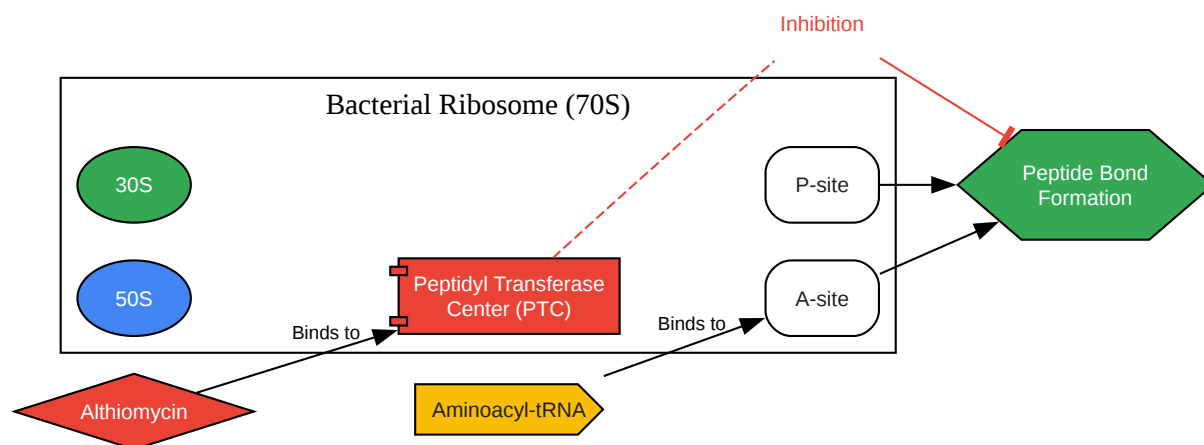 Inhibition
Bacterial Ribosome (70S)
30S
P-site
Peptide Bond
Formation
50S
Peptidyl Transferase
Center (PTC)
A-site
Binds to
Binds to
Althiomycin
Aminoacyl-tRNA